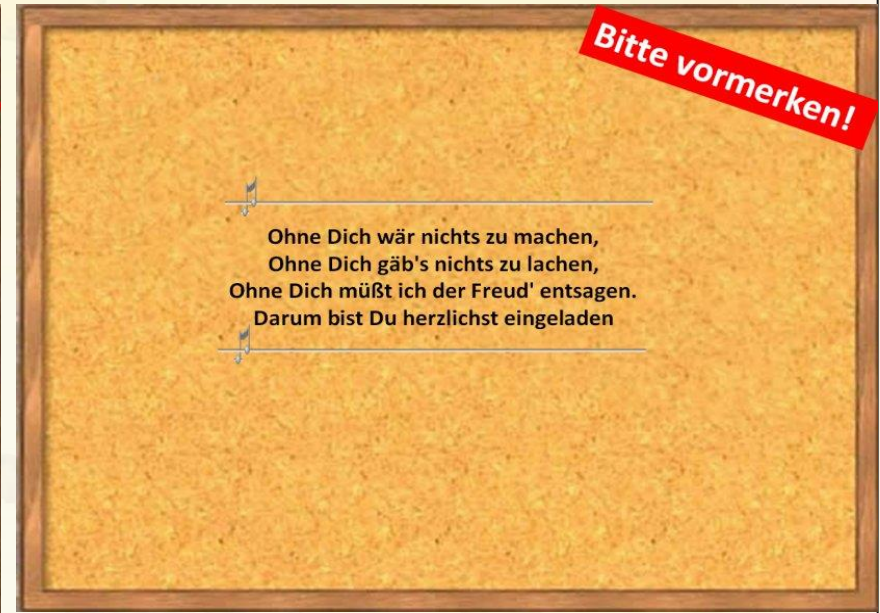 Bitte vormerken!
Ohne Dich wär nichts zu machen,
Ohne Dich gäb's nichts zu lachen,
Ohne Dich müßt ich der Freud' entsagen.
Darum bist Du herzlichst eingeladen